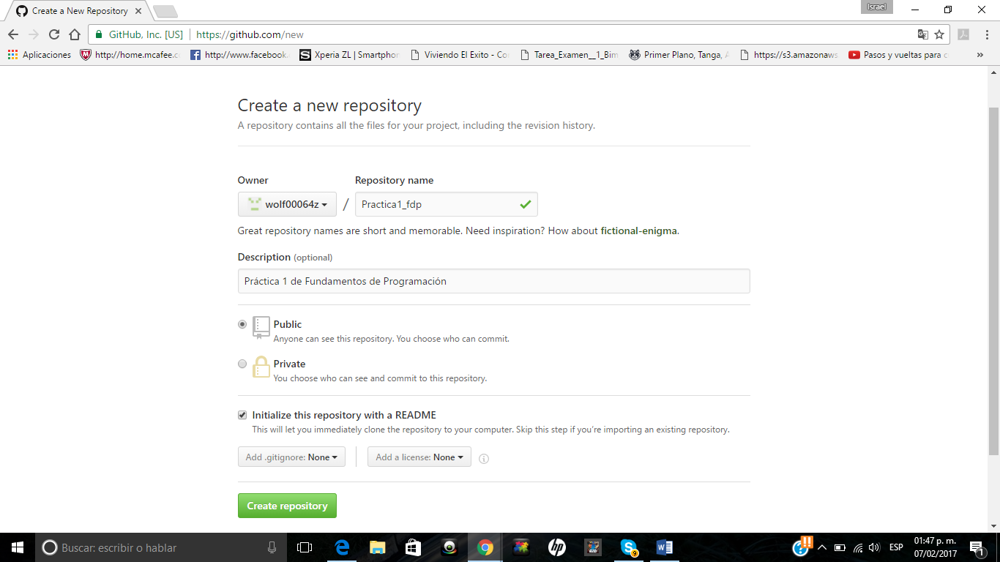 Create a New Repository
Israel
GitHub, Inc. [US]
https://github.com/new
Aplicaciones
http://home.mcafee.c
http://www.facebook.
Xperia ZL | Smartphon
Viviendo El Exito - Co
Tarea_Examen__1_Bim
Primer Plano, Tanga, A
https://s3.amazonaws
Pasos y vueltas para c
»
Create a new repository
A repository contains all the files for your project, including the revision history.
Owner
Repository name
wolf00064z
/
Practica1_fdp
Great repository names are short and memorable. Need inspiration? How about fictional-enigma.
Description (optional)
Práctica 1 de Fundamentos de Programación
Public
Anyone can see this repository. You choose who can commit.
Private
You choose who can see and commit to this repository.
Initialize this repository with a README
This will let you immediately clone the repository to your computer. Skip this step if you're importing an existing repository.
Add .gitignore: None
Add a license: None
Create repository
Buscar: escribir o hablar
ESP
01:47 p. m.
07/02/2017